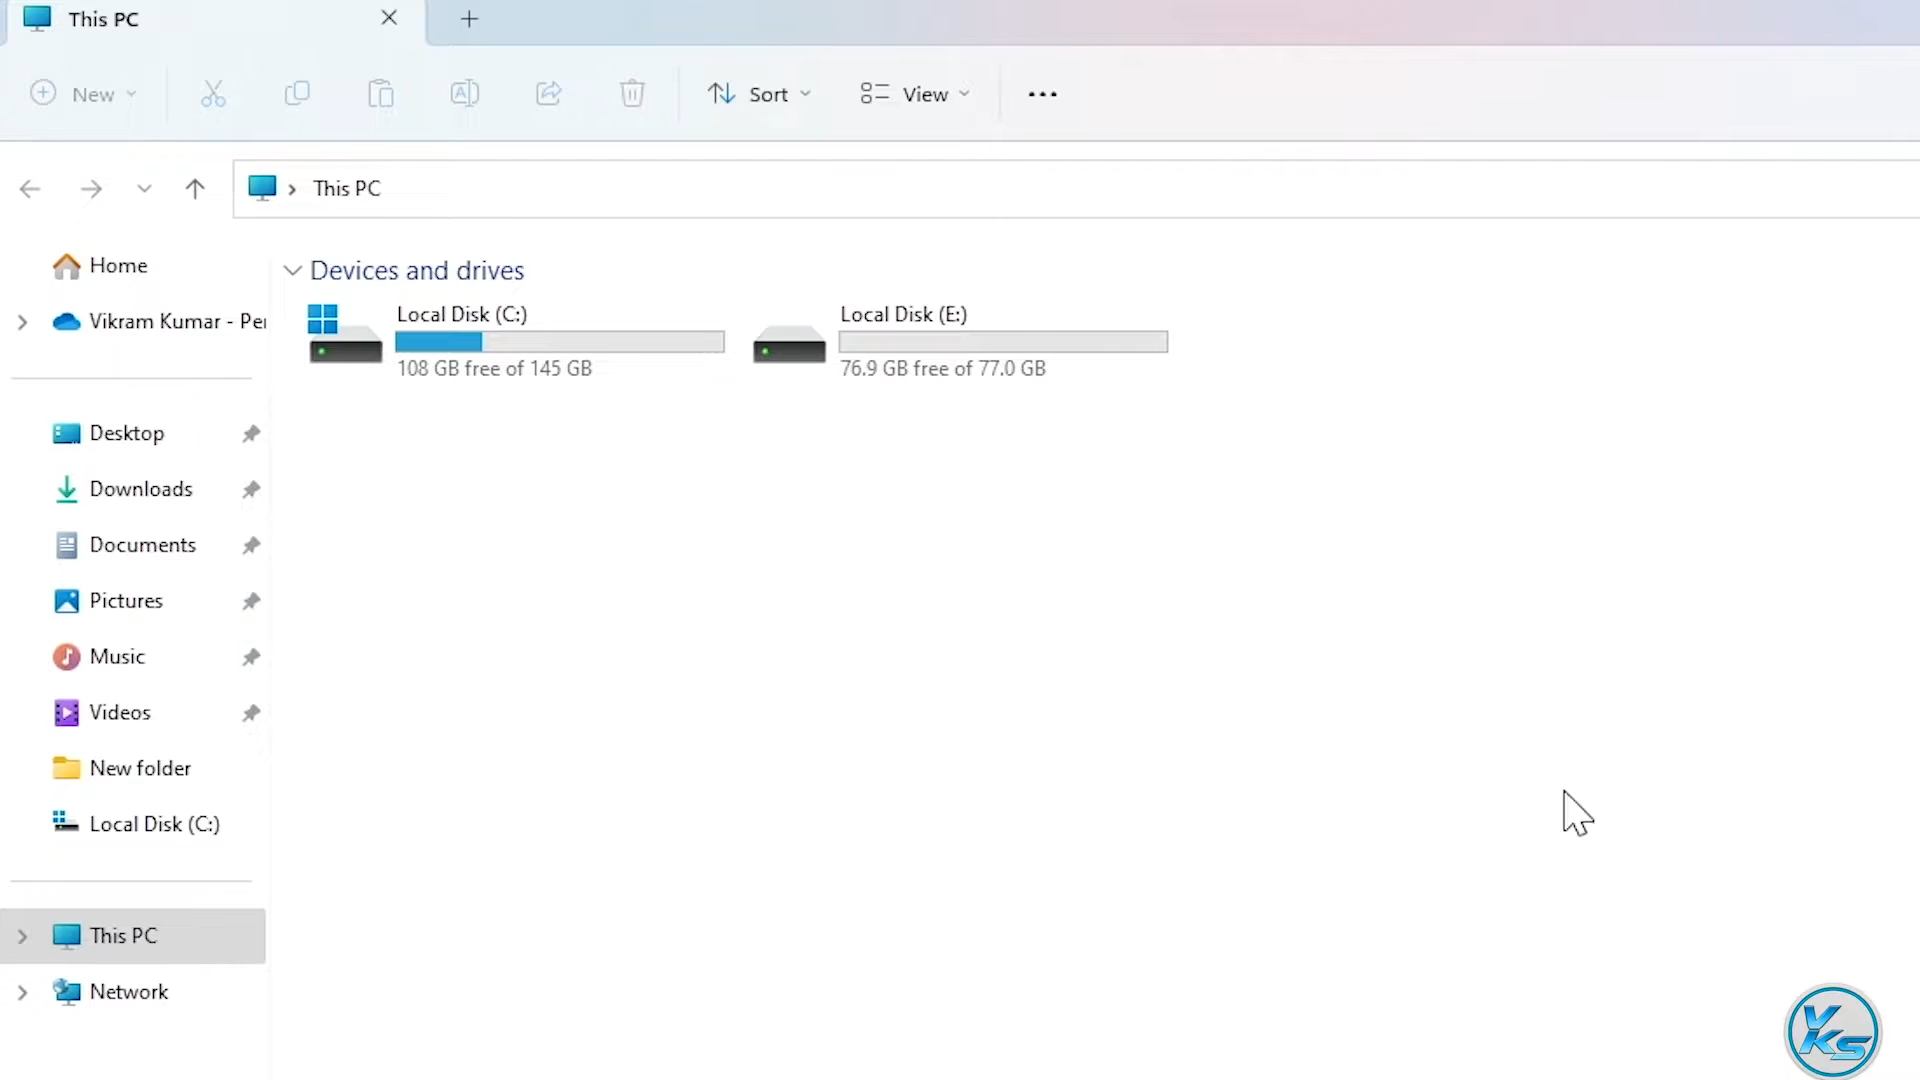 This PC
New
Sort
View
This PC
Home
Vikram Kumar - Per
Desktop
Downloads
Documents
Pictures
Music
Videos
New folder
Local Disk (C:)
This PC
Network
Devices and drives
Local Disk (C:)
108 GB free of 145 GB
Local Disk (E:)
76.9 GB free of 77.0 GB
VKS